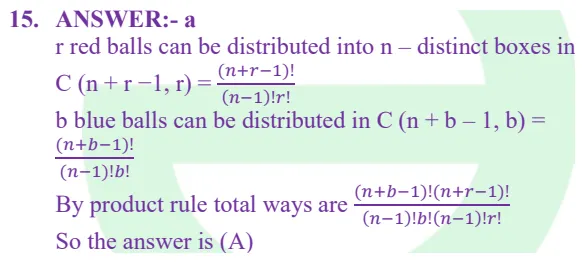 15. ANSWER:- a
r red balls can be distributed into n – distinct boxes in
C (n + r −1, r) = (n+r−1)!/(n−1)!r!
b blue balls can be distributed in C (n + b – 1, b) =
(n+b−1)!/(n−1)!b!
By product rule total ways are (n+b−1)!(n+r−1)!/(n−1)!b!(n−1)!r!
So the answer is (A)